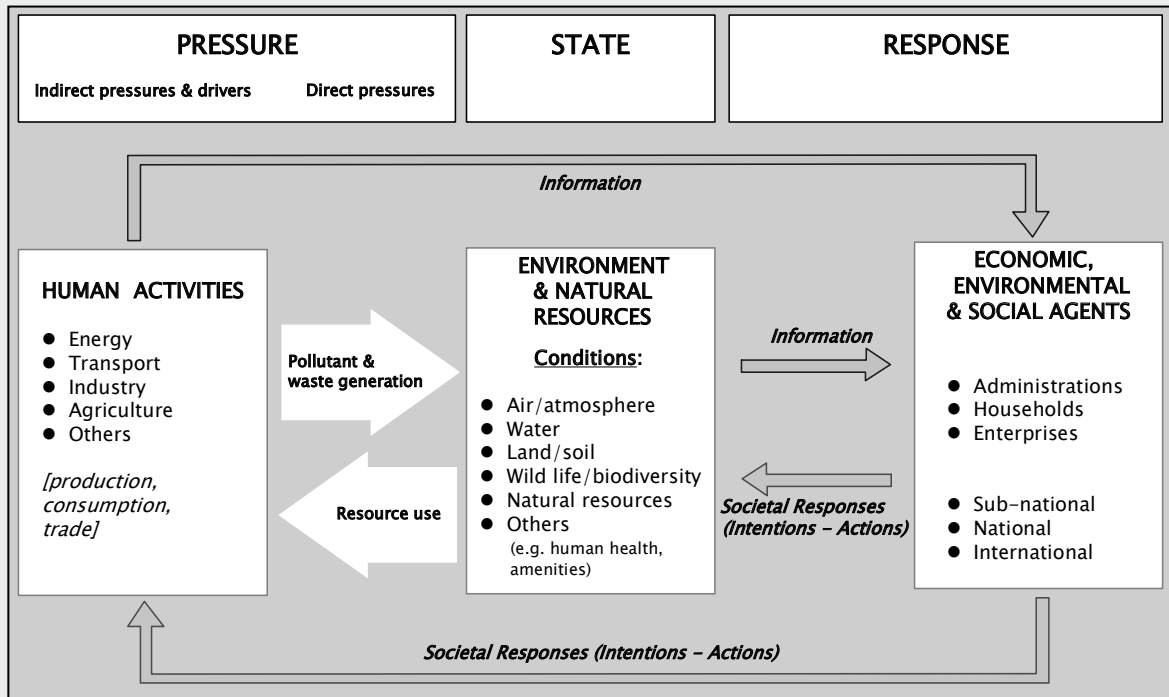 PRESSURE
Indirect pressures & drivers
Direct pressures
STATE
RESPONSE
Information
HUMAN ACTIVITIES
● Energy
● Transport
● Industry
● Agriculture
● Others
[production,
consumption,
trade]
Pollutant &
waste generation
Resource use
ENVIRONMENT
& NATURAL
RESOURCES
Conditions:
● Air/atmosphere
● Water
● Land/soil
● Wild life/biodiversity
● Natural resources
● Others
(e.g. human health,
amenities)
Information
Societal Responses
(Intentions – Actions)
ECONOMIC,
ENVIRONMENTAL
& SOCIAL AGENTS
● Administrations
● Households
● Enterprises
● Sub-national
● National
● International
Societal Responses (Intentions – Actions)